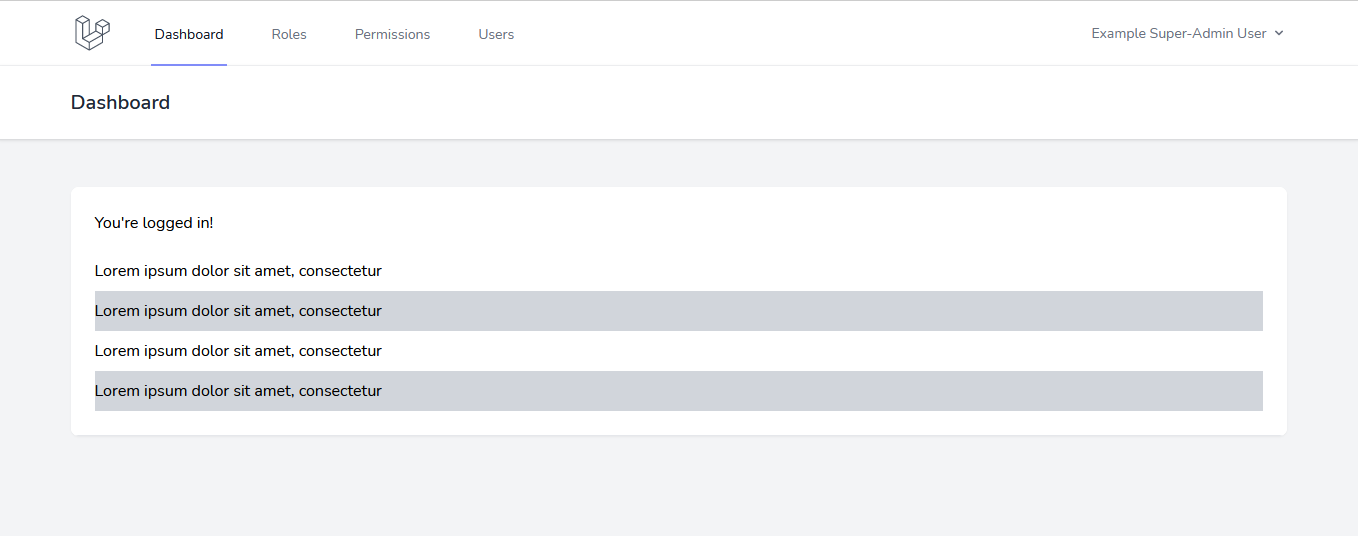 Dashboard Roles Permissions Users Example Super-Admin User
Dashboard
You're logged in!
Lorem ipsum dolor sit amet, consectetur
Lorem ipsum dolor sit amet, consectetur
Lorem ipsum dolor sit amet, consectetur
Lorem ipsum dolor sit amet, consectetur